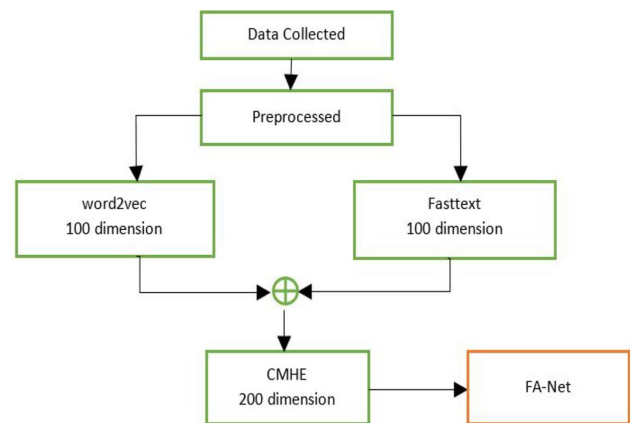 Data Collected
Preprocessed
word2vec
100 dimension
Fasttext
100 dimension
CMHE
200 dimension
FA-Net